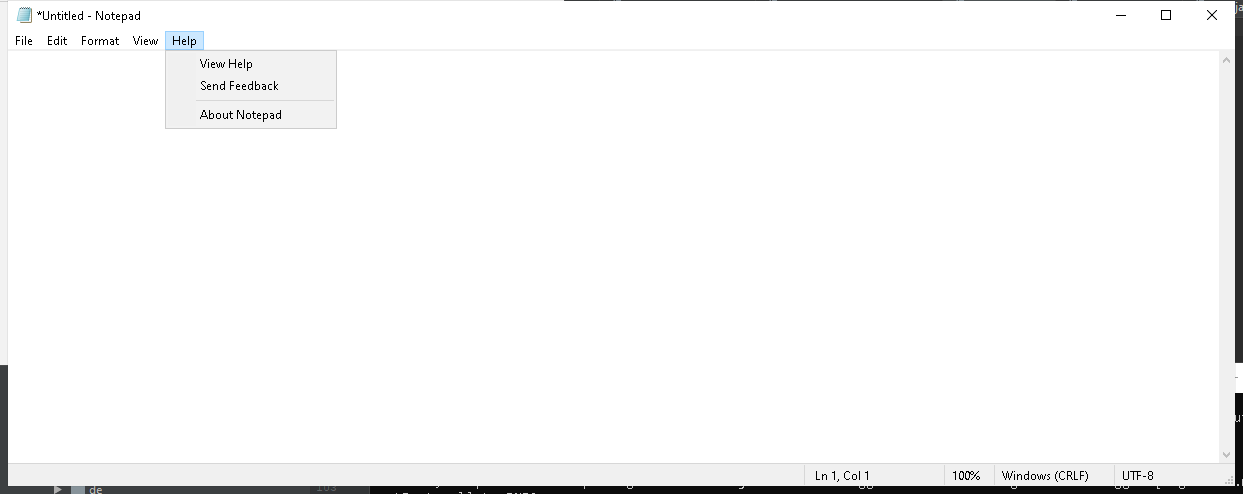 *Untitled - Notepad
File Edit Format View Help
View Help
Send Feedback
About Notepad
Ln 1, Col 1 100% Windows (CRLF) UTF-8
de 103